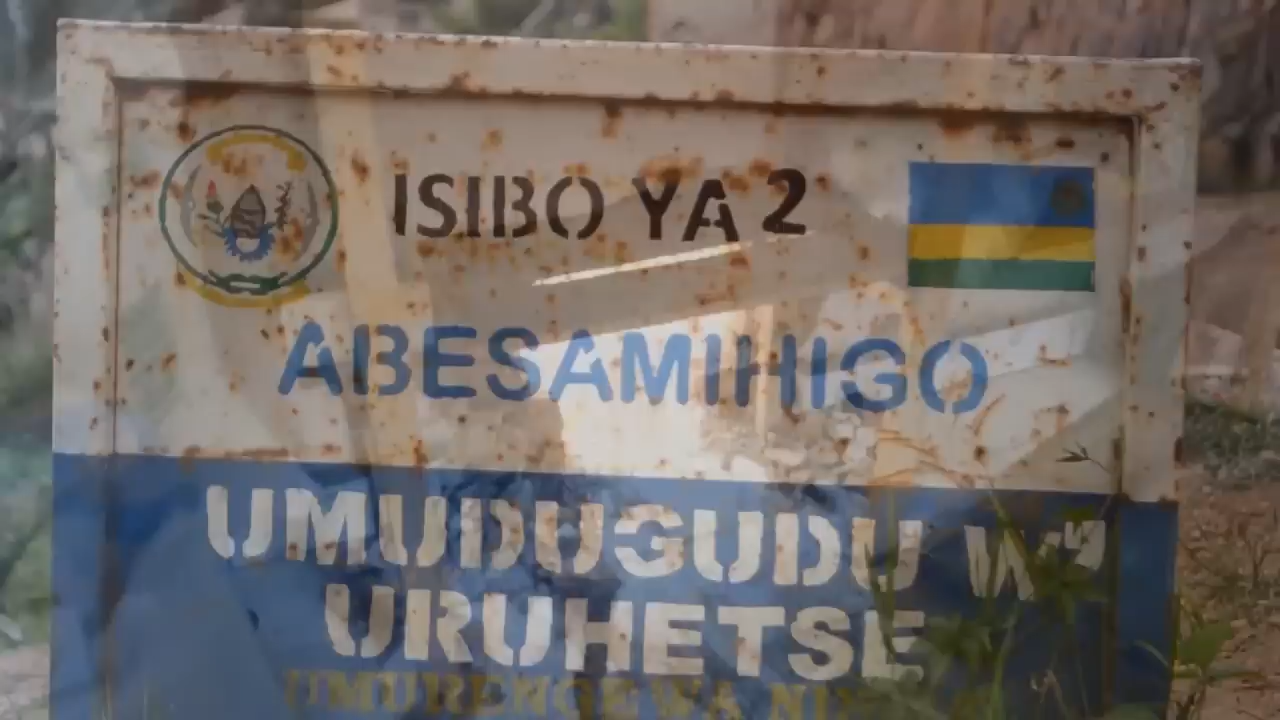 ISIBO YA 2
ABESAMIHIGO
UMUDUGUDU W'
URUHETSE
UMURENGE WA